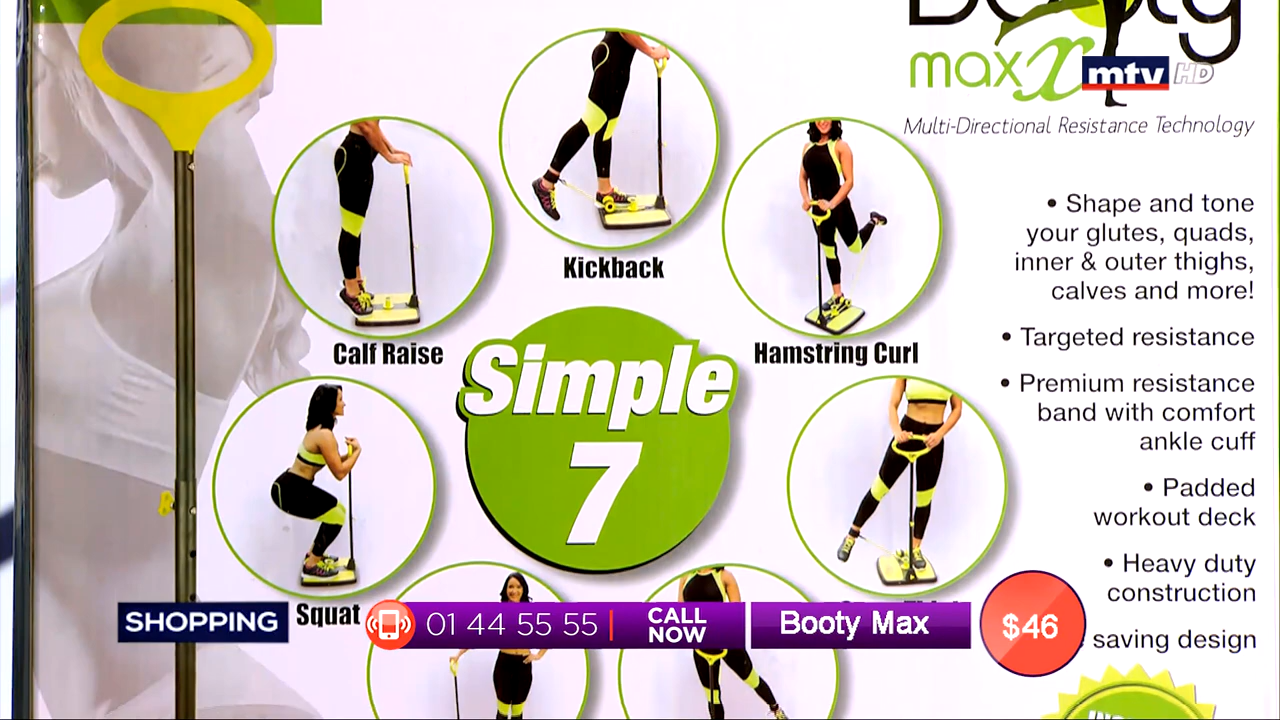 Booty
maxx
mtv HD
Multi-Directional Resistance Technology
Kickback
Calf Raise
Hamstring Curl
Simple
7
Squat
• Shape and tone
your glutes, quads,
inner & outer thighs,
calves and more!
• Targeted resistance
• Premium resistance
band with comfort
ankle cuff
• Padded
workout deck
• Heavy duty
construction
saving design
SHOPPING
01 44 55 55
CALL
NOW
Booty Max
$46